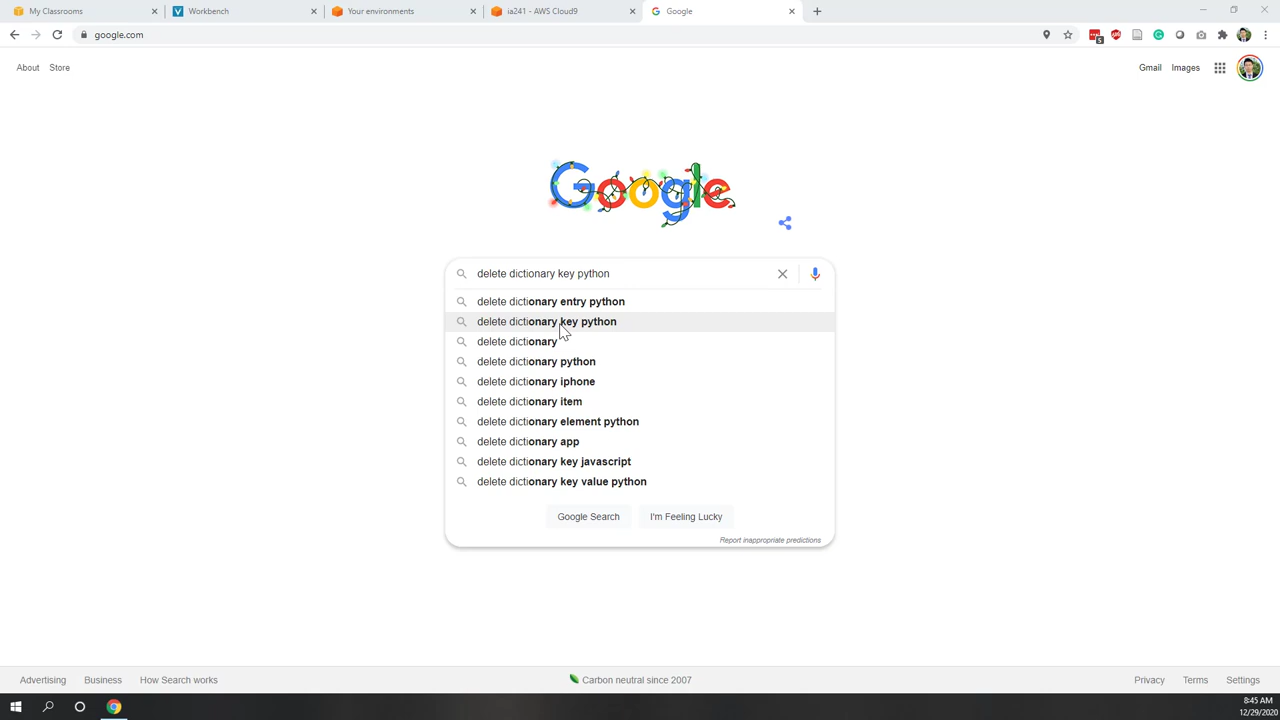 My Classrooms
Workbench
Your environments
ia241 - AWS Cloud9
Google
google.com
5
About
Store
Gmail
Images
Google
delete dictionary key python
delete dictionary entry python
delete dictionary key python
delete dictionary
delete dictionary python
delete dictionary iphone
delete dictionary item
delete dictionary element python
delete dictionary app
delete dictionary key javascript
delete dictionary key value python
Google Search
I'm Feeling Lucky
Report inappropriate predictions
Advertising
Business
How Search works
Carbon neutral since 2007
Privacy
Terms
Settings
8:45 AM
12/29/2020